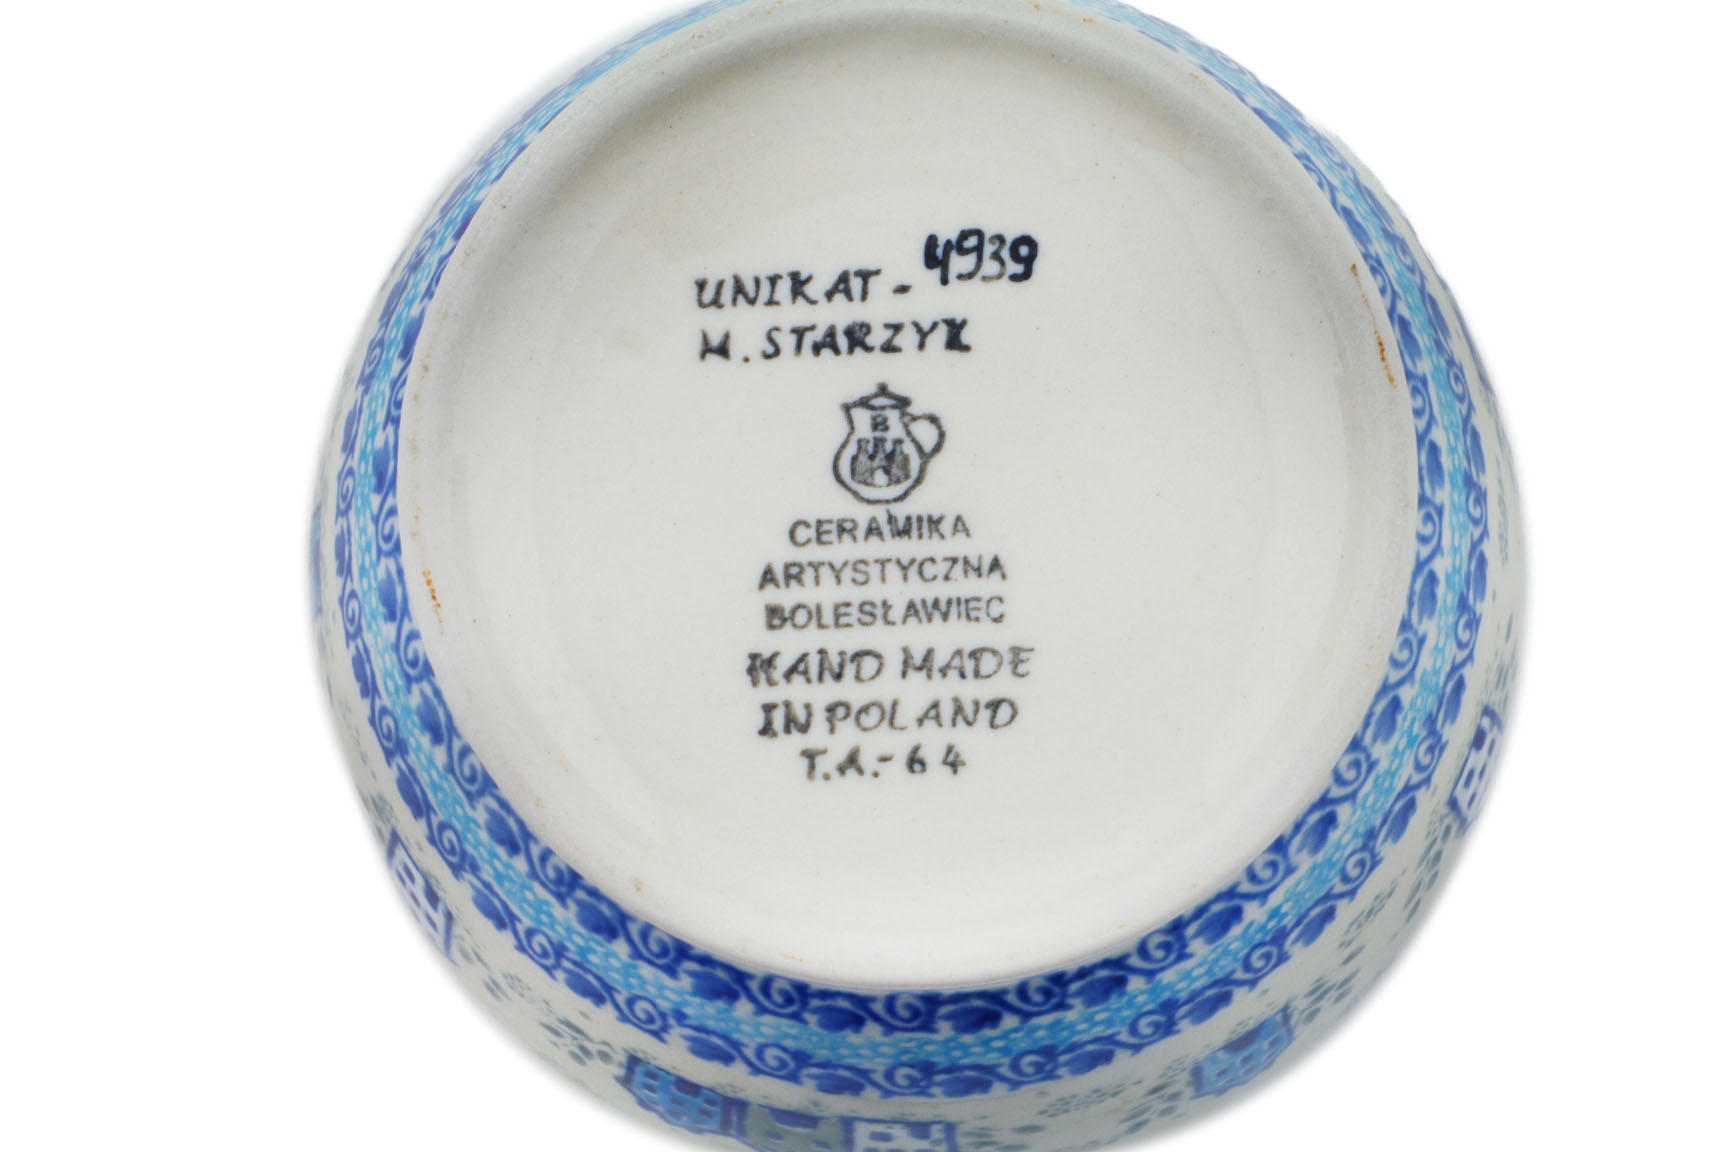 UNIKAT - 4939
M. STARZYK
B
CERAMIKA
ARTYSTYCZNA
BOLESŁAWIEC
HAND MADE
IN POLAND
T.A.-64